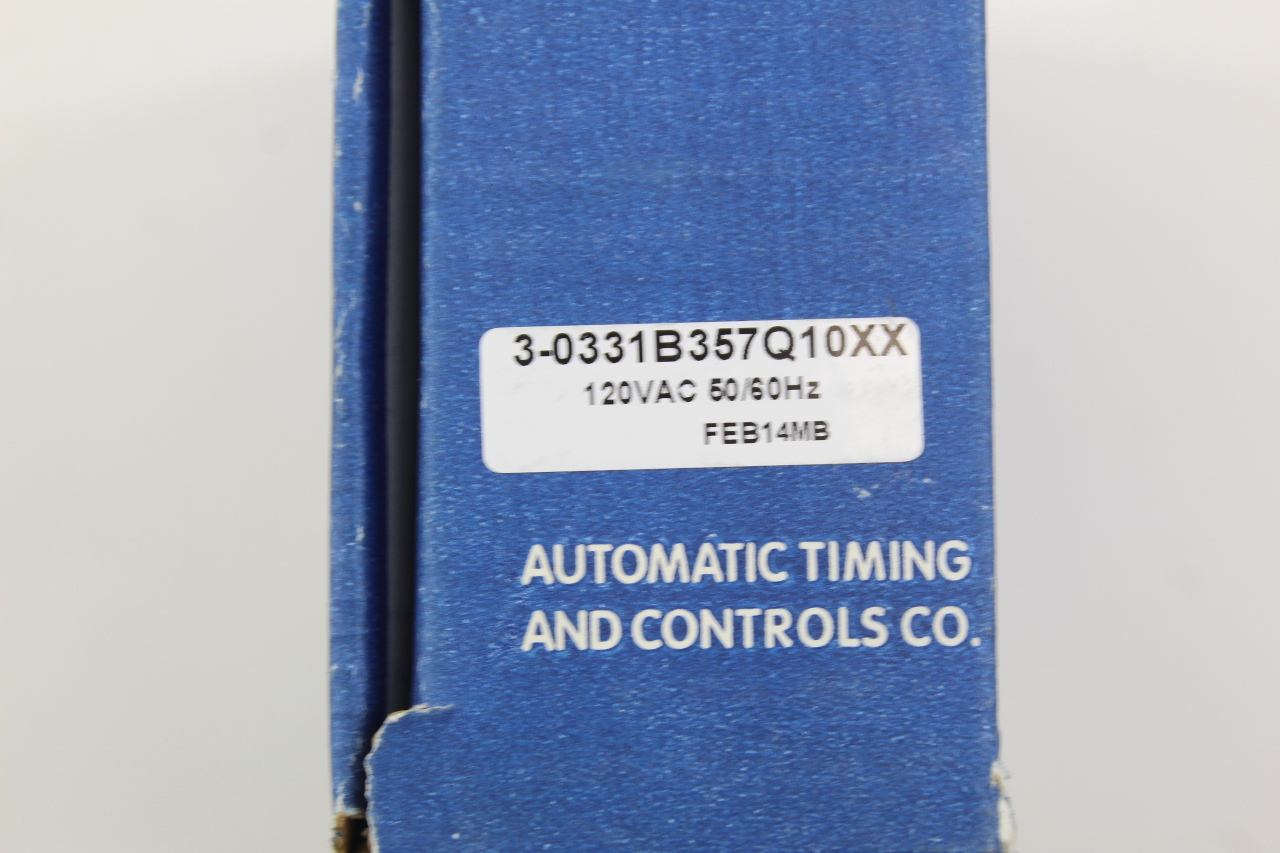 3-0331B357Q10XX
120VAC 50/60Hz
FEB14MB
AUTOMATIC TIMING
AND CONTROLS CO.